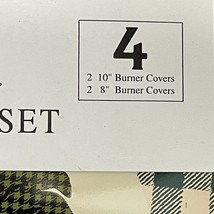 4
2 10" Burner Covers
2 8" Burner Covers
SET